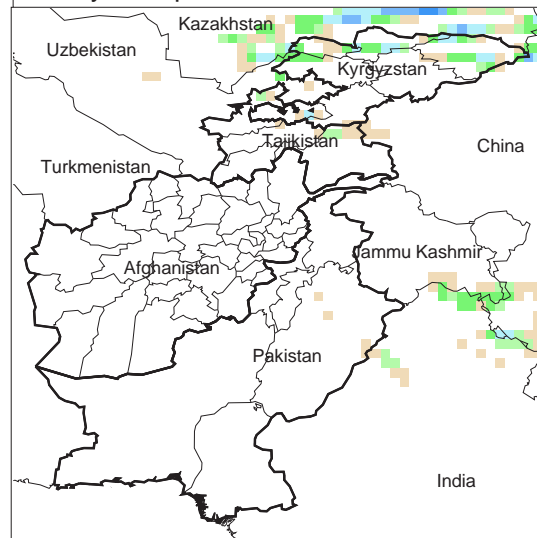 Kazakhstan
Uzbekistan
Kyrgyzstan
Tajikistan
China
Turkmenistan
Jammu Kashmir
Afghanistan
Pakistan
India